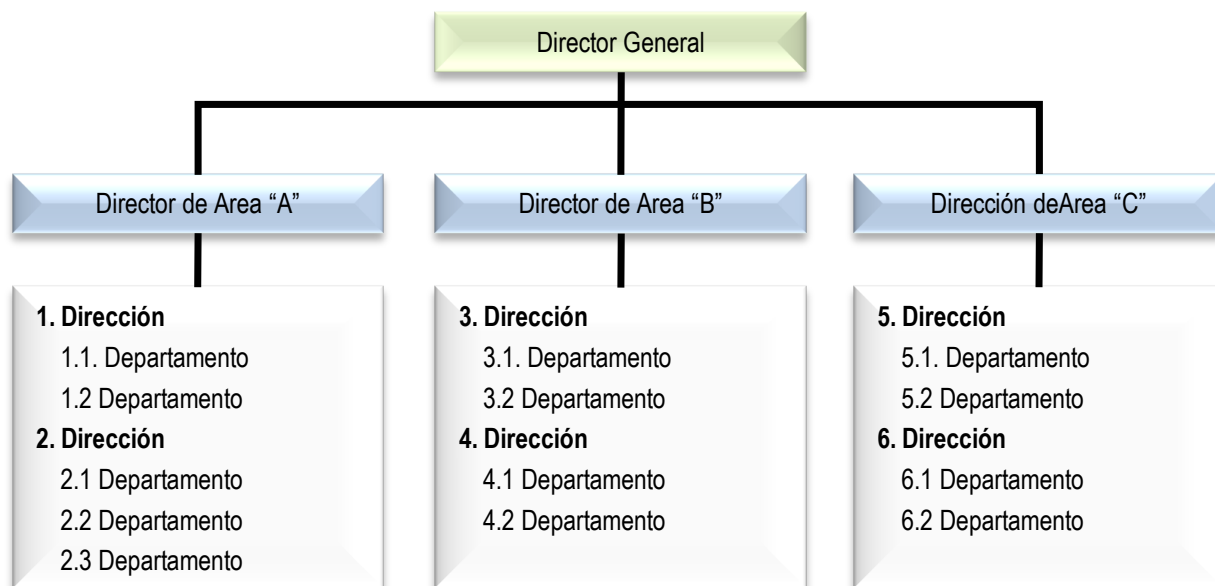 Director General
Director de Area “A”
Director de Area “B”
Dirección deArea “C”
1. Dirección
1.1. Departamento
1.2 Departamento
2. Dirección
2.1 Departamento
2.2 Departamento
2.3 Departamento
3. Dirección
3.1. Departamento
3.2 Departamento
4. Dirección
4.1 Departamento
4.2 Departamento
5. Dirección
5.1. Departamento
5.2 Departamento
6. Dirección
6.1 Departamento
6.2 Departamento